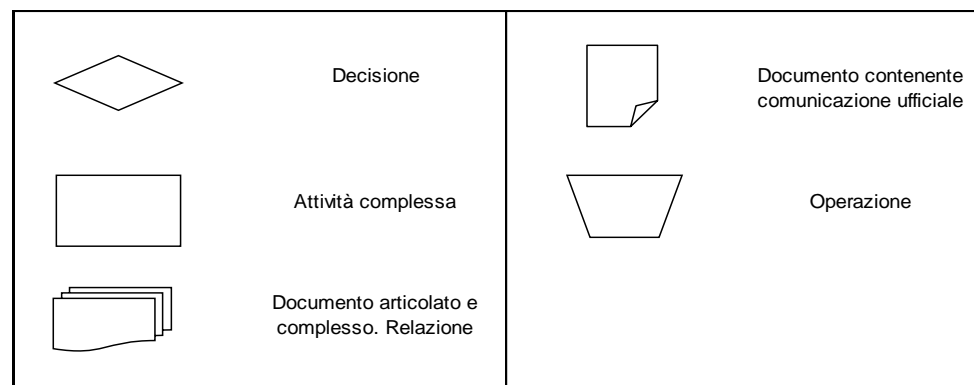 Decisione
Attività complessa
Documento articolato e
complesso. Relazione
Documento contenente
comunicazione ufficiale
Operazione